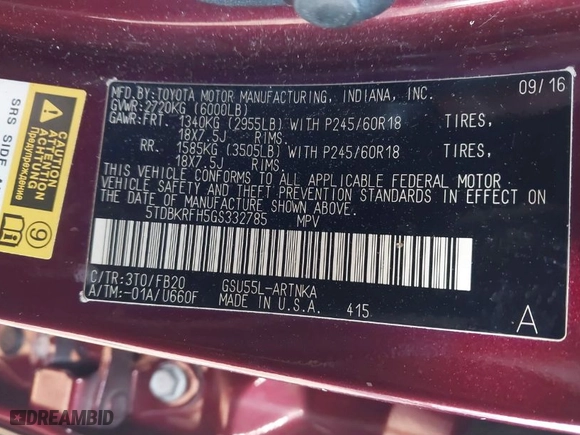 MFD.BY:TOYOTA MOTOR MANUFACTURING, INDIANA, INC. 09/16
GVWR:2720KG (6000LB)
GAWR:FRT. 1340KG (2955LB) WITH P245/60R18 TIRES,
18X7.5J RIMS.
RR. 1585KG (3505LB) WITH P245/60R18 TIRES,
18X7.5J RIMS.
THIS VEHICLE CONFORMS TO ALL APPLICABLE FEDERAL MOTOR
VEHICLE SAFETY AND THEFT PREVENTION STANDARDS IN EFFECT ON
THE DATE OF MANUFACTURE SHOWN ABOVE.
5TDBKRFH5GS332785 MPV
C/TR:3T0/FB20 GSU55L-ARTNKA
A/TM:-01A/U660F MADE IN U.S.A. 415 A
SRS SIDE
ACHTUNG
ATTENTION
Предупреждение
9
DREAMBID